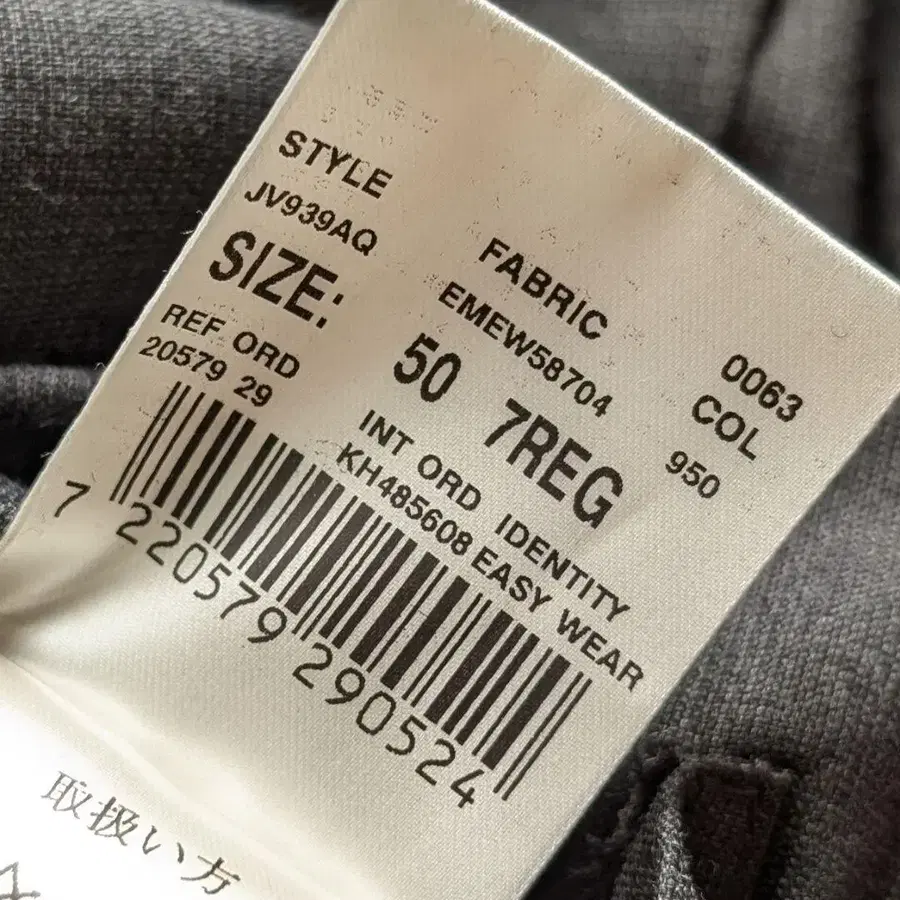 STYLE
JV939AQ
FABRIC
EMEW58704
0063
COL
950
SIZE: 50 7REG
REF ORD
20579 29
INT ORD IDENTITY
KH485608 EASY WEAR
7 220579 290524
取扱い方